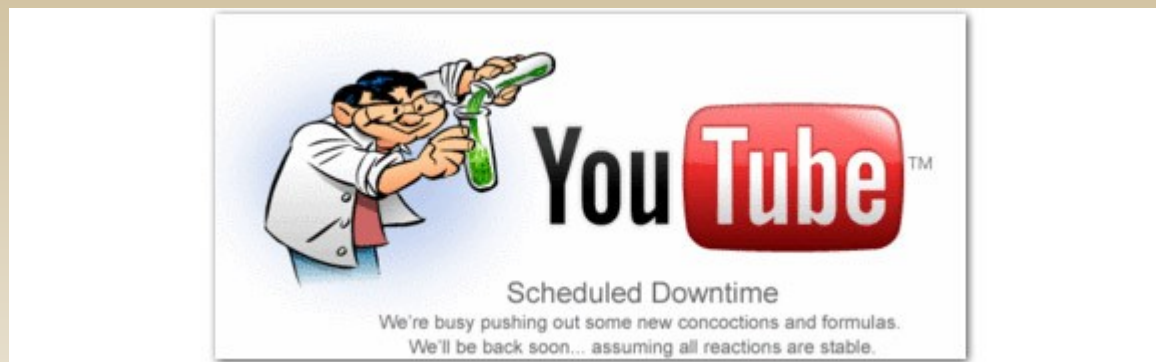 YouTube™
Scheduled Downtime
We're busy pushing out some new concoctions and formulas.
We'll be back soon... assuming all reactions are stable.